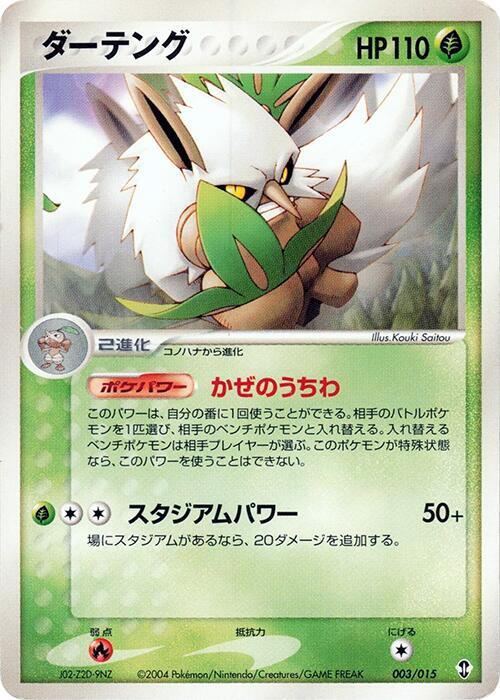 ダーテング HP110
Illus. Kouki Saitou
2進化
コノハナから進化
ポケパワー かぜのうちわ
このパワーは、自分の番に1回使うことができる。相手のバトルポケ
モンを1匹選び、相手のベンチポケモンと入れ替える。入れ替える
ベンチポケモンは相手プレイヤーが選ぶ。このポケモンが特殊状態
なら、このパワーを使うことはできない。
スタジアムパワー 50+
場にスタジアムがあるなら、20ダメージを追加する。
弱点 抵抗力 にげる
J02-Z2D-9NZ ©2004 Pokémon/Nintendo/Creatures/GAME FREAK 003/015